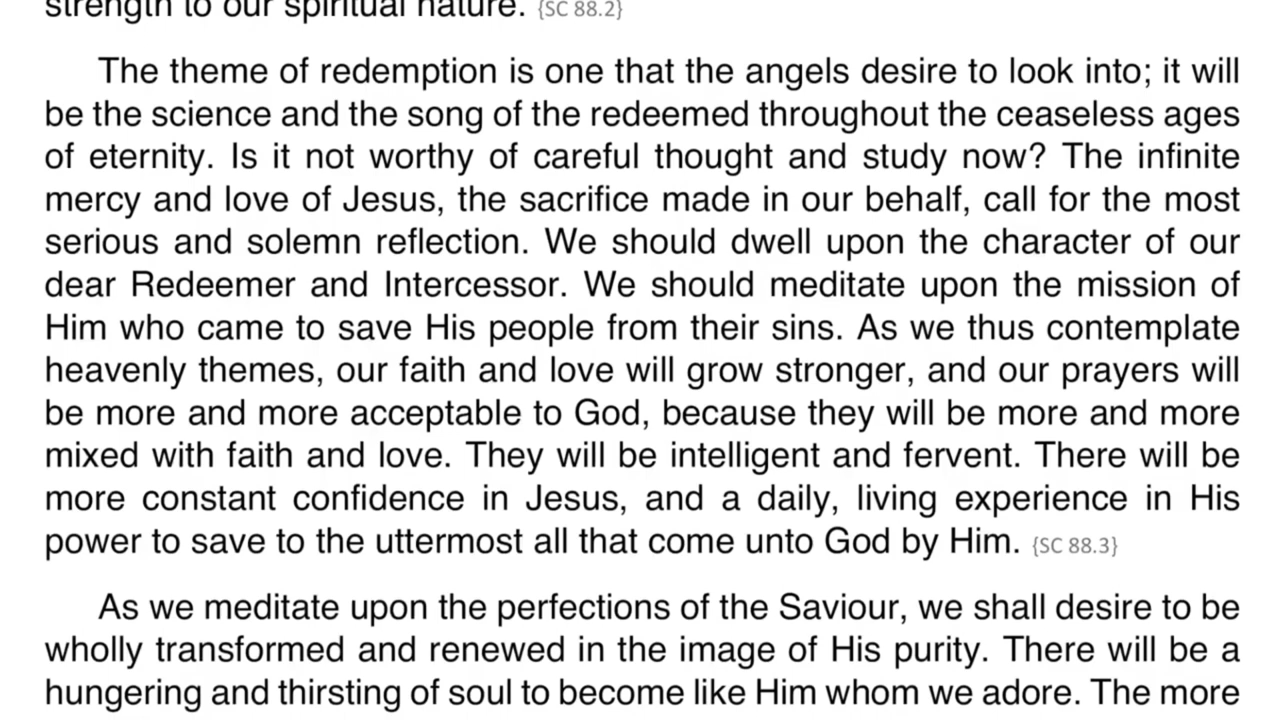 strength to our spiritual nature. {SC 88.2}
The theme of redemption is one that the angels desire to look into; it will
be the science and the song of the redeemed throughout the ceaseless ages
of eternity. Is it not worthy of careful thought and study now? The infinite
mercy and love of Jesus, the sacrifice made in our behalf, call for the most
serious and solemn reflection. We should dwell upon the character of our
dear Redeemer and Intercessor. We should meditate upon the mission of
Him who came to save His people from their sins. As we thus contemplate
heavenly themes, our faith and love will grow stronger, and our prayers will
be more and more acceptable to God, because they will be more and more
mixed with faith and love. They will be intelligent and fervent. There will be
more constant confidence in Jesus, and a daily, living experience in His
power to save to the uttermost all that come unto God by Him. {SC 88.3}
As we meditate upon the perfections of the Saviour, we shall desire to be
wholly transformed and renewed in the image of His purity. There will be a
hungering and thirsting of soul to become like Him whom we adore. The more